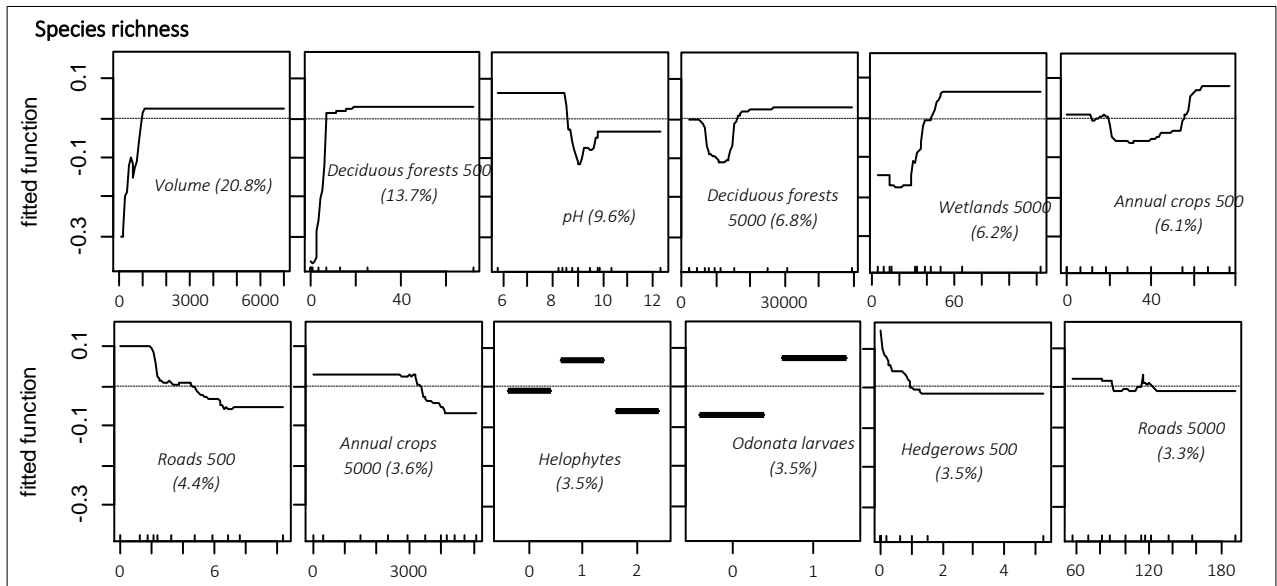 Species richness
fitted function
0.1
-0.1
-0.3
Volume (20.8%)
0 3000 6000
Deciduous forests 500
(13.7%)
0 40
pH (9.6%)
6 8 10 12
Deciduous forests
5000 (6.8%)
0 30000
Wetlands 5000
(6.2%)
0 60
Annual crops 500
(6.1%)
0 40
fitted function
0.1
-0.1
-0.3
Roads 500
(4.4%)
0 6
Annual crops
5000 (3.6%)
0 3000
Helophytes
(3.5%)
0 1 2
Odonata larvaes
(3.5%)
0 1
Hedgerows 500
(3.5%)
0 2 4
Roads 5000
(3.3%)
60 100 120 180